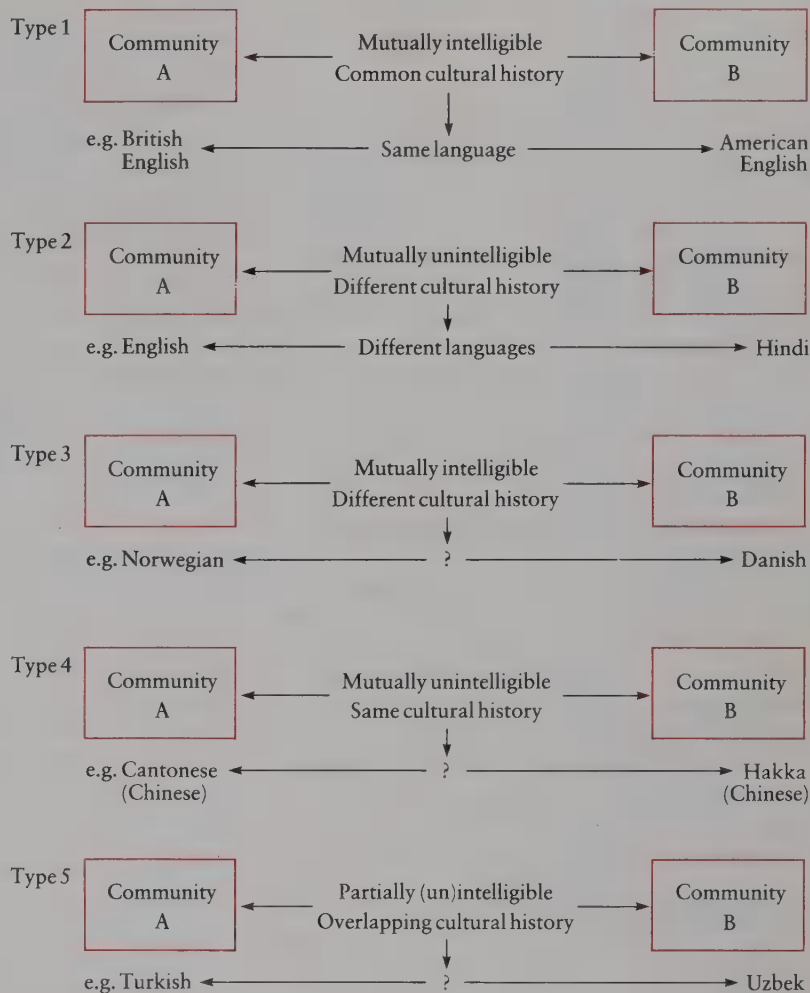 Type 1
Community
A
Mutually intelligible
Common cultural history
Community
B
e.g. British
English
Same language
American
English
Type 2
Community
A
Mutually unintelligible
Different cultural history
Community
B
e.g. English
Different languages
Hindi
Type 3
Community
A
Mutually intelligible
Different cultural history
Community
B
e.g. Norwegian
?
Danish
Type 4
Community
A
Mutually unintelligible
Same cultural history
Community
B
e.g. Cantonese
(Chinese)
?
Hakka
(Chinese)
Type 5
Community
A
Partially (un)intelligible
Overlapping cultural history
Community
B
e.g. Turkish
?
Uzbek